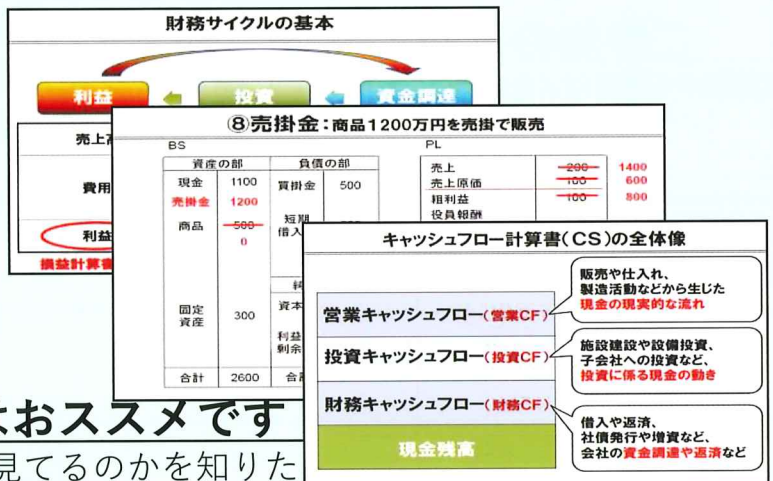 財務サイクルの基本
利益 投資 資金調達
売上
費用
利益
損益計算書
⑧売掛金：商品1200万円を売掛で販売
BS
PL
資産の部 負債の部
現金 1100 買掛金 500
売掛金 1200
商品 500
0
短期
借入
固定
資産 300
資本
利益
剰余
合計 2600
売上 200 1400
売上原価 100 600
粗利益 100 800
役員報酬
キャッシュフロー計算書(CS)の全体像
営業キャッシュフロー(営業CF)
販売や仕入れ、
製造活動などから生じた
現金の現実的な流れ
投資キャッシュフロー(投資CF)
施設建設や設備投資、
子会社への投資など、
投資に係る現金の動き
財務キャッシュフロー(財務CF)
借入や返済、
社債発行や増資など、
会社の資金調達や返済など
現金残高
はおススメです
見てるのかを知りた